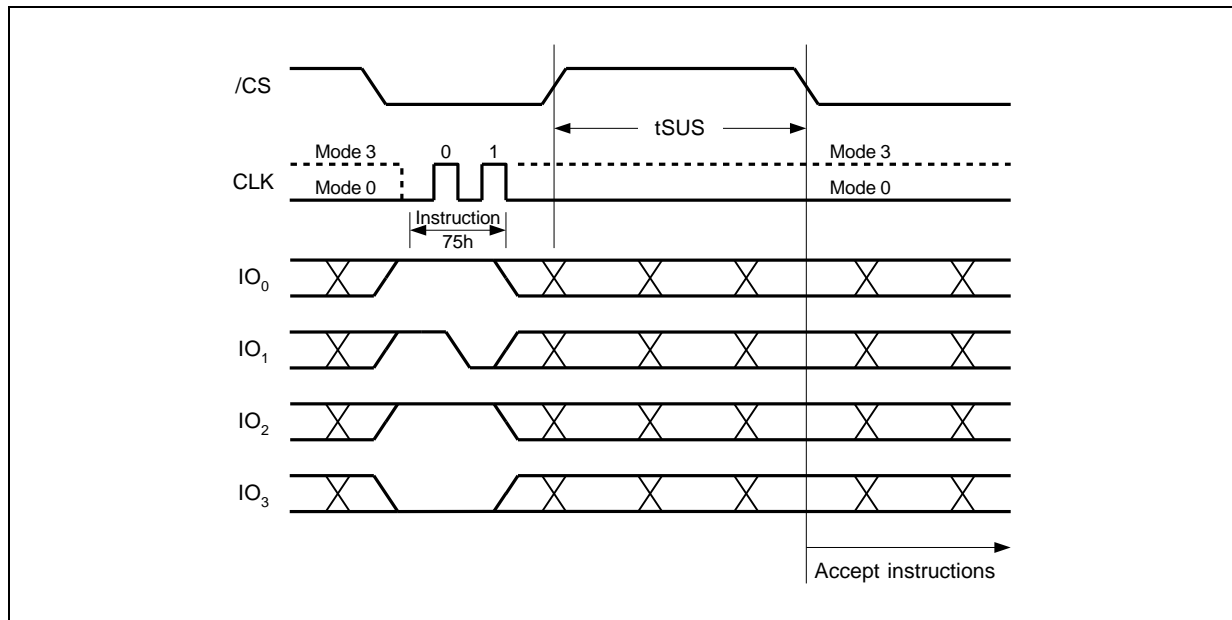 /CS
tSUS
Mode 3 0 1 Mode 3
CLK
Mode 0 Mode 0
Instruction
75h
IO0
IO1
IO2
IO3
Accept instructions